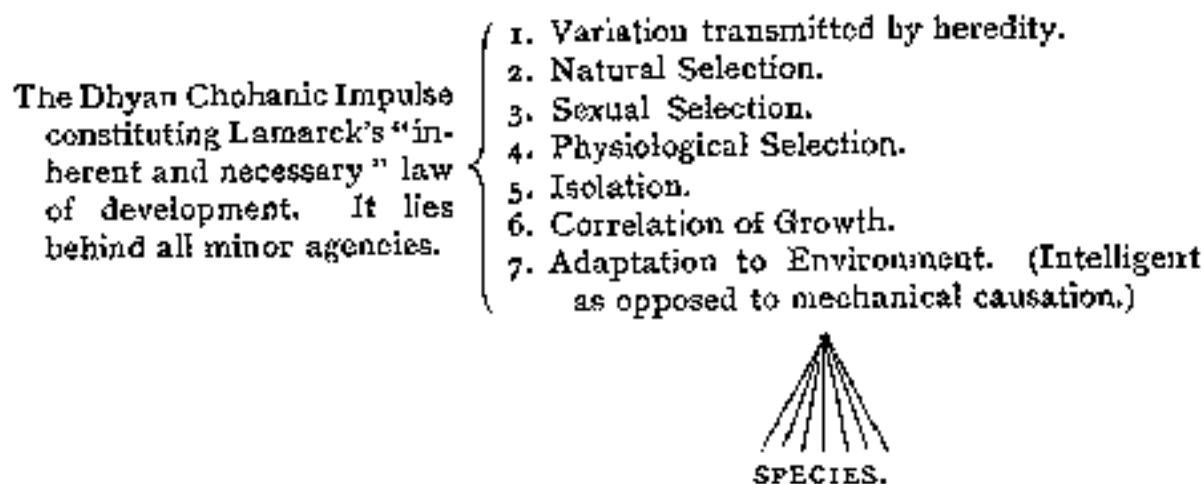 The Dhyan Chohanic Impulse
constituting Lamarck's "in-
herent and necessary" law
of development. It lies
behind all minor agencies.
1. Variation transmitted by heredity.
2. Natural Selection.
3. Sexual Selection.
4. Physiological Selection.
5. Isolation.
6. Correlation of Growth.
7. Adaptation to Environment. (Intelligent
as opposed to mechanical causation.)
SPECIES.